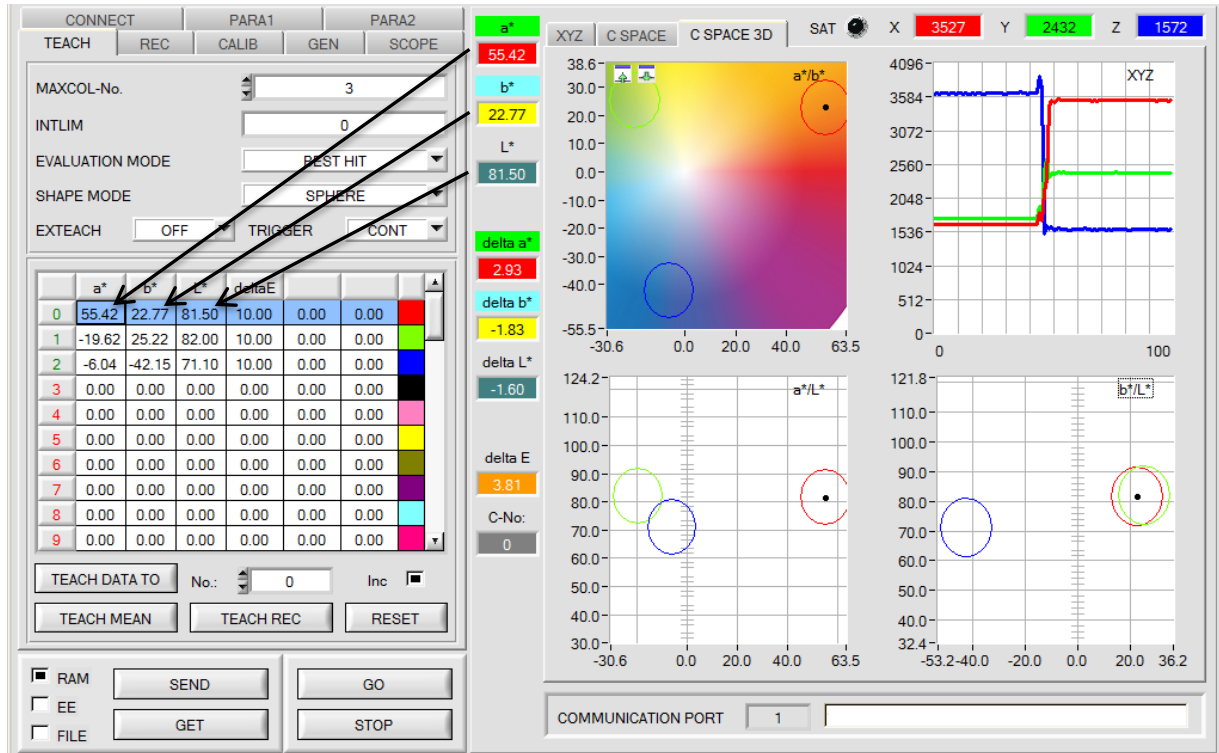 CONNECT PARA1 PARA2
TEACH REC CALIB GEN SCOPE
MAXCOL-No. 3
INTLIM 0
EVALUATION MODE BEST HIT
SHAPE MODE SPHERE
EXTEACH OFF TRIGGER CONT
a* b* L* deltaE
0 55.42 22.77 81.50 10.00 0.00 0.00
1 -19.62 25.22 82.00 10.00 0.00 0.00
2 -6.04 -42.15 71.10 10.00 0.00 0.00
3 0.00 0.00 0.00 0.00 0.00 0.00
4 0.00 0.00 0.00 0.00 0.00 0.00
5 0.00 0.00 0.00 0.00 0.00 0.00
6 0.00 0.00 0.00 0.00 0.00 0.00
7 0.00 0.00 0.00 0.00 0.00 0.00
8 0.00 0.00 0.00 0.00 0.00 0.00
9 0.00 0.00 0.00 0.00 0.00 0.00
TEACH DATA TO No.: 0 Inc
TEACH MEAN TEACH REC RESET
RAM
EE
FILE
SEND GO
GET STOP
a*
55.42
b*
22.77
L*
81.50
delta a*
2.93
delta b*
-1.83
delta L*
-1.60
delta E
3.81
C-No:
0
XYZ C SPACE C SPACE 3D SAT X 3527 Y 2432 Z 1572
a*/b*
38.6
30.0
20.0
10.0
0.0
-10.0
-20.0
-30.0
-40.0
-55.5
-30.6 0.0 20.0 40.0 63.5
XYZ
4096
3584
3072
2560
2048
1536
1024
512
0
0 100
a*/L*
124.2
110.0
100.0
90.0
80.0
70.0
60.0
50.0
40.0
30.0
-30.6 0.0 20.0 40.0 63.5
b*/L*
121.8
110.0
100.0
90.0
80.0
70.0
60.0
50.0
40.0
32.4
-53.2 -40.0 -20.0 0.0 20.0 36.2
COMMUNICATION PORT 1